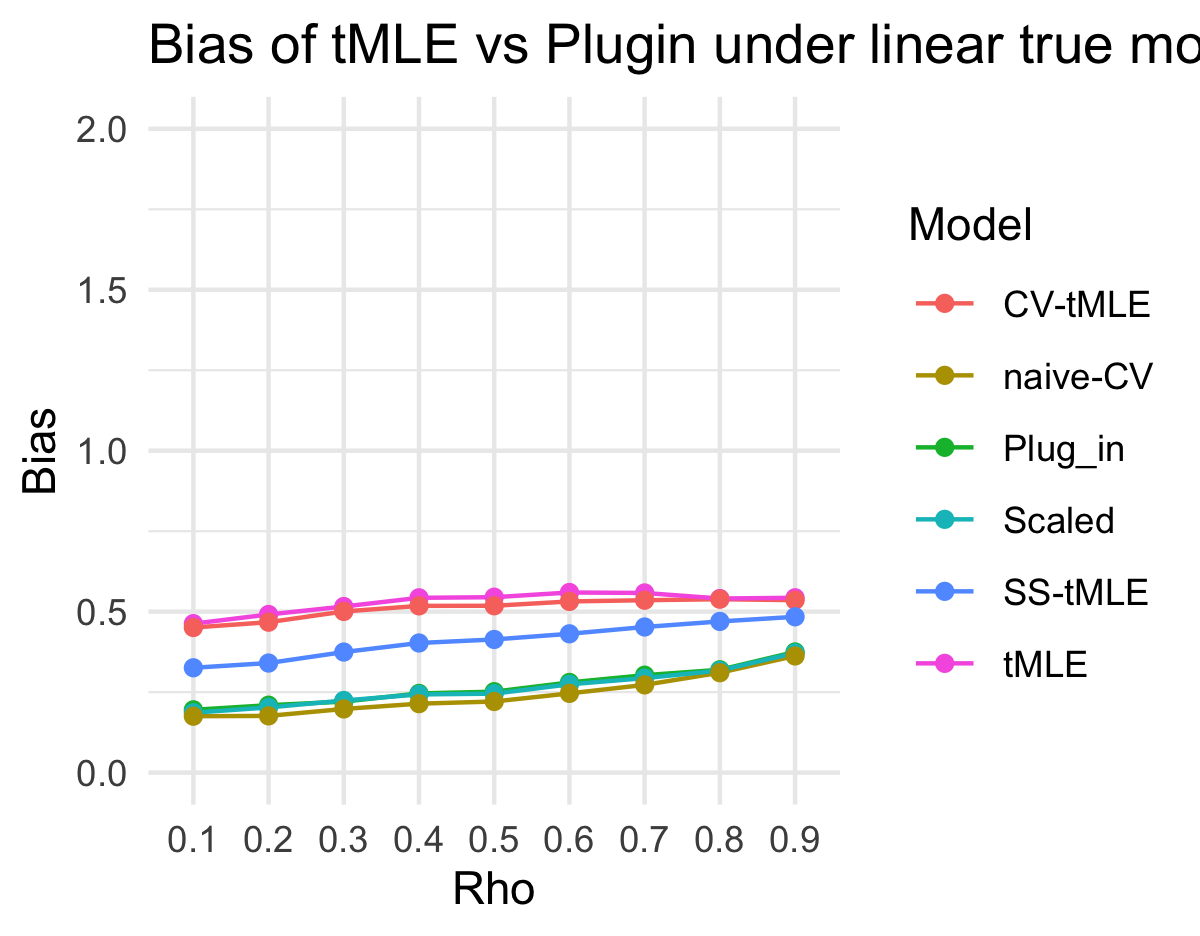 Bias of tMLE vs Plugin under linear true mo
2.0
1.5
1.0
0.5
0.0
Bias
0.1 0.2 0.3 0.4 0.5 0.6 0.7 0.8 0.9
Rho
Model
CV-tMLE
naive-CV
Plug_in
Scaled
SS-tMLE
tMLE